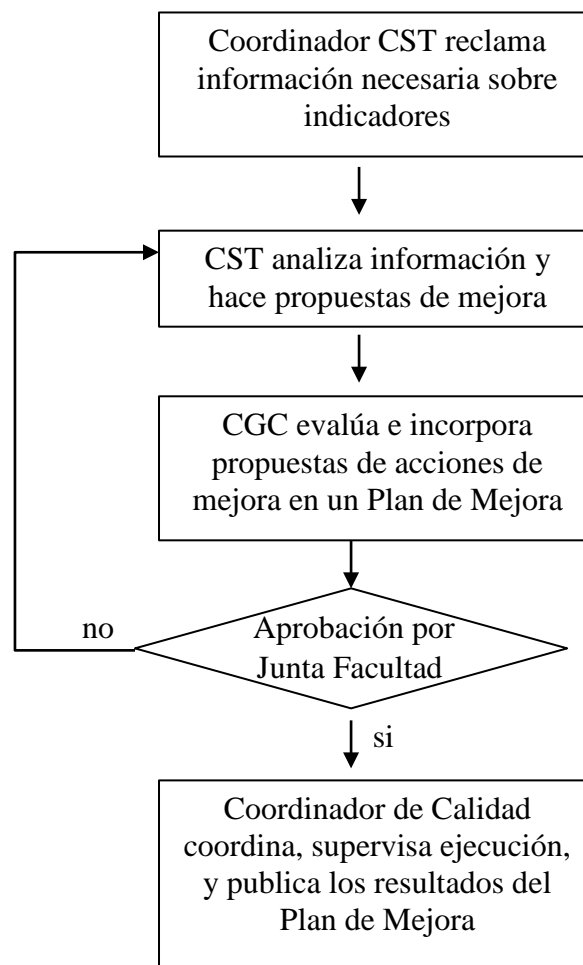 Coordinador CST reclama
información necesaria sobre
indicadores
CST analiza información y
hace propuestas de mejora
CGC evalúa e incorpora
propuestas de acciones de
mejora en un Plan de Mejora
no
Aprobación por
Junta Facultad
si
Coordinador de Calidad
coordina, supervisa ejecución,
y publica los resultados del
Plan de Mejora